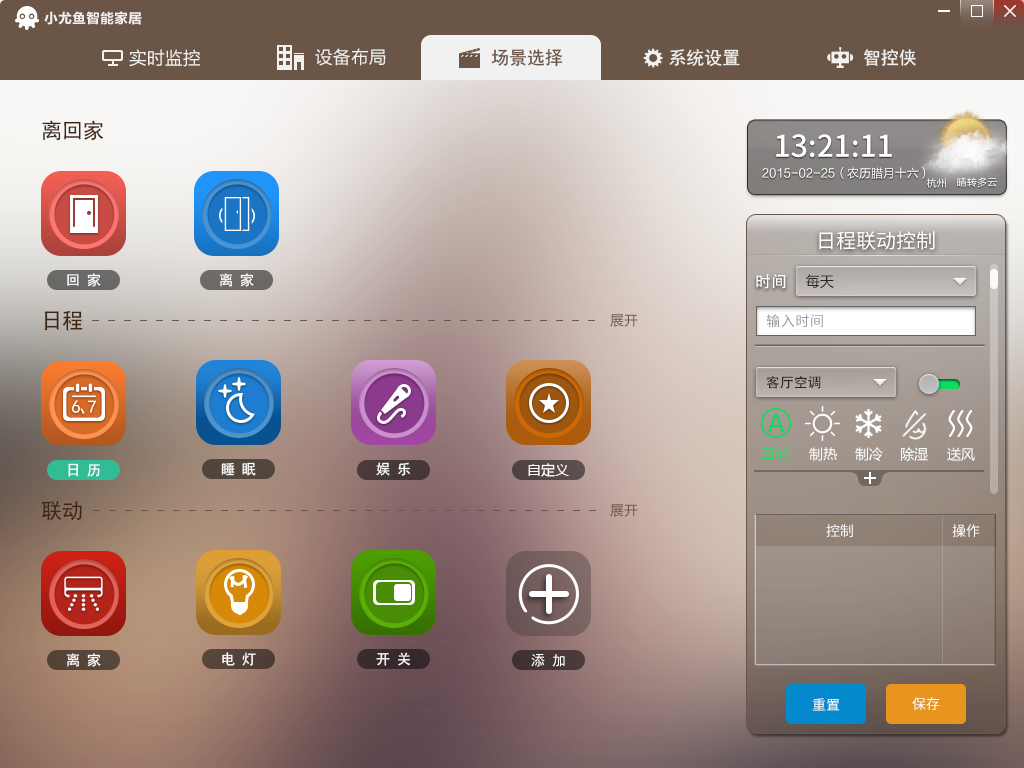 小尤鱼智能家居
实时监控
设备布局
场景选择
系统设置
智控侠
离回家
回家
离家
日程
展开
6、7
日历
睡眠
娱乐
自定义
联动
展开
离家
电灯
开关
添加
13:21:11
2015-02-25（农历腊月十六）
杭州 晴转多云
日程联动控制
时间 每天
输入时间
客厅空调
A
自动 制热 制冷 除湿 送风
控制 操作
重置 保存